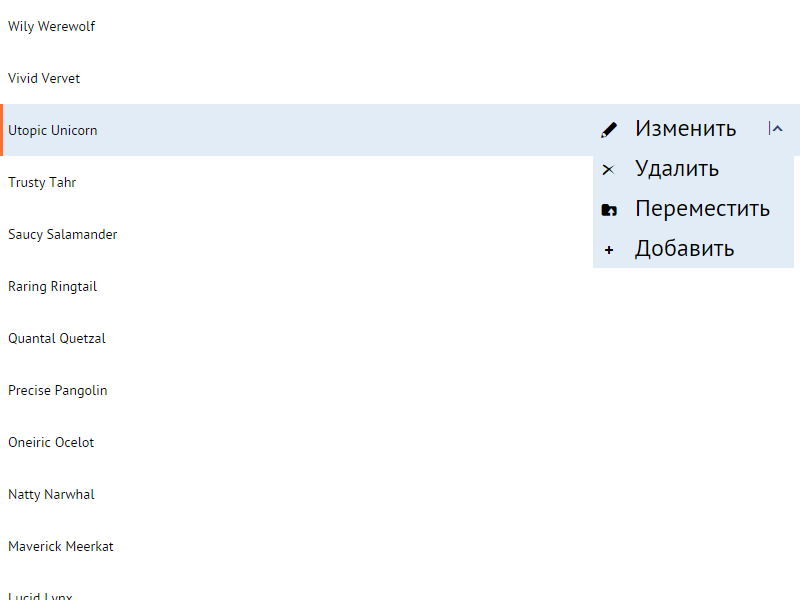 Wily Werewolf
Vivid Vervet
Utopic Unicorn
Изменить
Trusty Tahr
Удалить
Переместить
Saucy Salamander
Добавить
Raring Ringtail
Quantal Quetzal
Precise Pangolin
Oneiric Ocelot
Natty Narwhal
Maverick Meerkat
Lucid Lynx